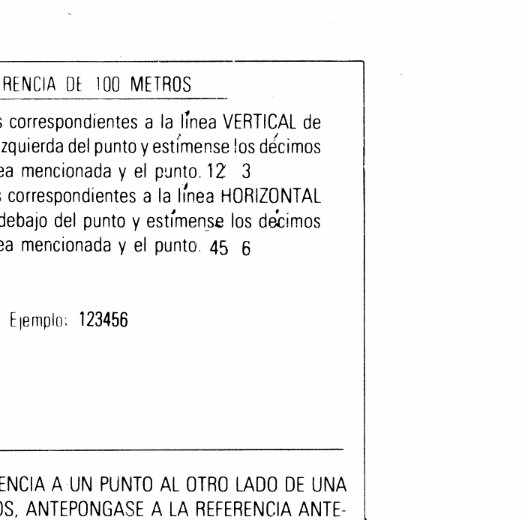 RENCIA DE 100 METROS
s correspondientes a la línea VERTICAL de
zquierda del punto y estímense los décimos
ea mencionada y el punto. 12 3
s correspondientes a la línea HORIZONTAL
debajo del punto y estímense los décimos
ea mencionada y el punto. 45 6
Ejemplo: 123456
ENCIA A UN PUNTO AL OTRO LADO DE UNA
OS, ANTEPONGASE A LA REFERENCIA ANTE-